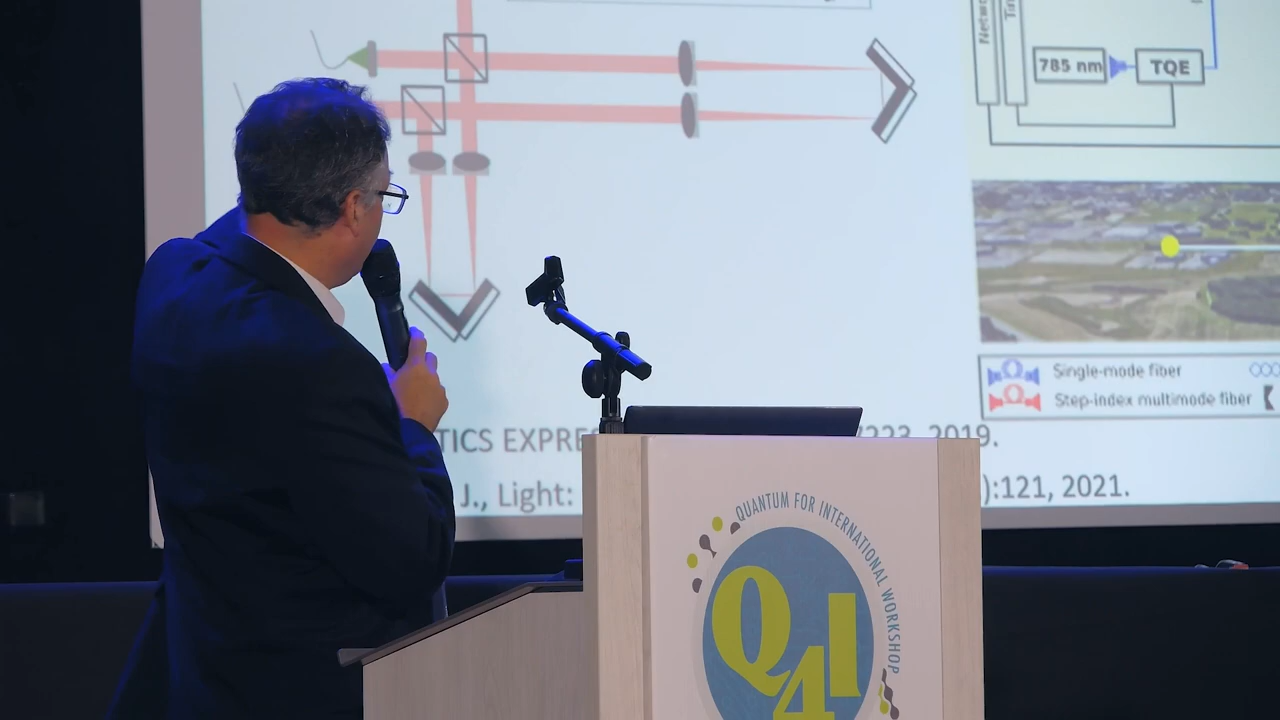 785 nm
TQE
Single-mode fiber
Step-index multimode fiber
TICS EXPRE 223, 2019.
J., Light: ):121, 2021.
QUANTUM FOR INTERNATIONAL WORKSHOP
Q4I